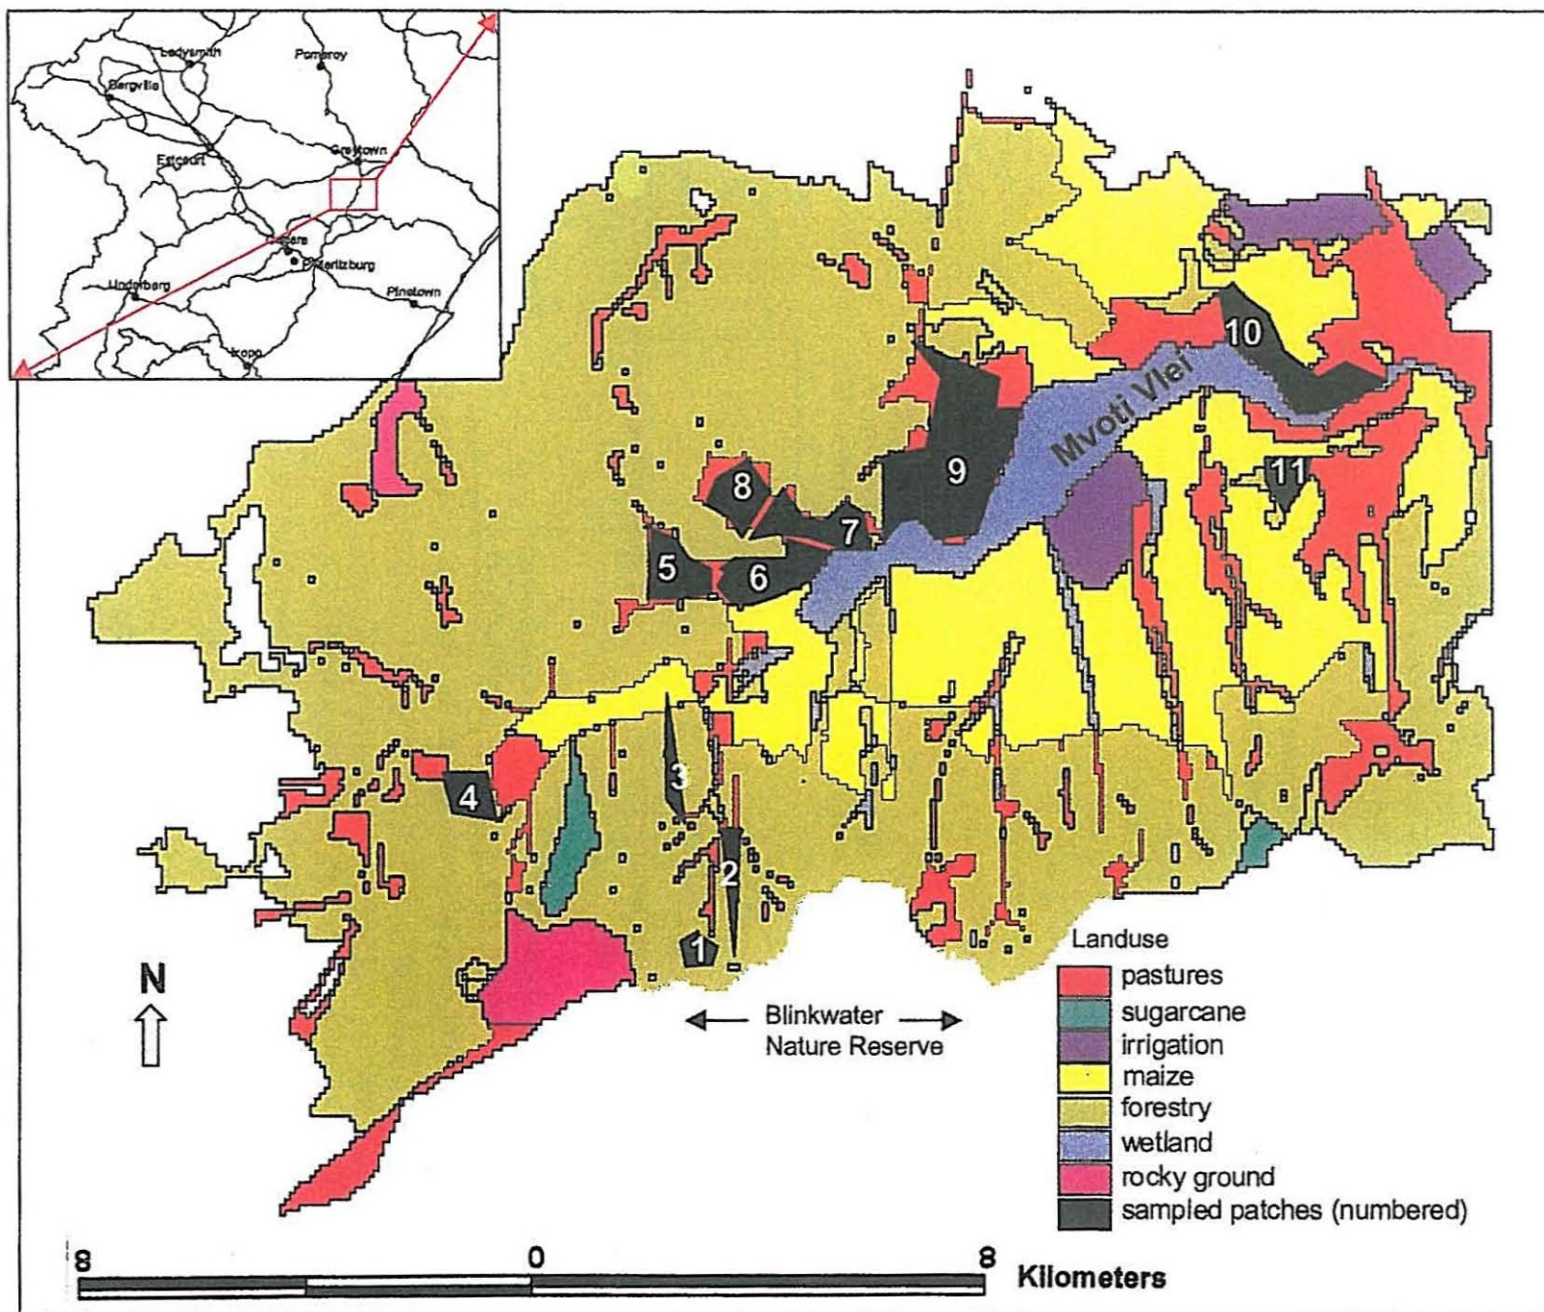 Ladysmith
Pomeroy
Bergville
Estcourt
Greytown
Underberg
Pinetown
Ixopo
Mvoti Vlei
10
9
11
8
7
5
6
3
4
2
1
N
Blinkwater
Nature Reserve
Landuse
pastures
sugarcane
irrigation
maize
forestry
wetland
rocky ground
sampled patches (numbered)
8 0 8
Kilometers